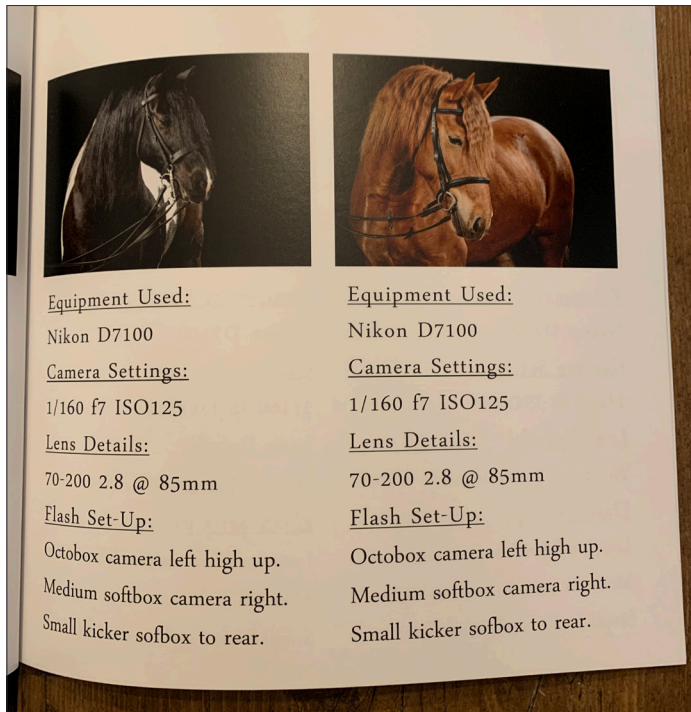 Equipment Used:
Nikon D7100
Camera Settings:
1/160 f7 ISO125
Lens Details:
70-200 2.8 @ 85mm
Flash Set-Up:
Octobox camera left high up.
Medium softbox camera right.
Small kicker sofbox to rear.
Equipment Used:
Nikon D7100
Camera Settings:
1/160 f7 ISO125
Lens Details:
70-200 2.8 @ 85mm
Flash Set-Up:
Octobox camera left high up.
Medium softbox camera right.
Small kicker sofbox to rear.